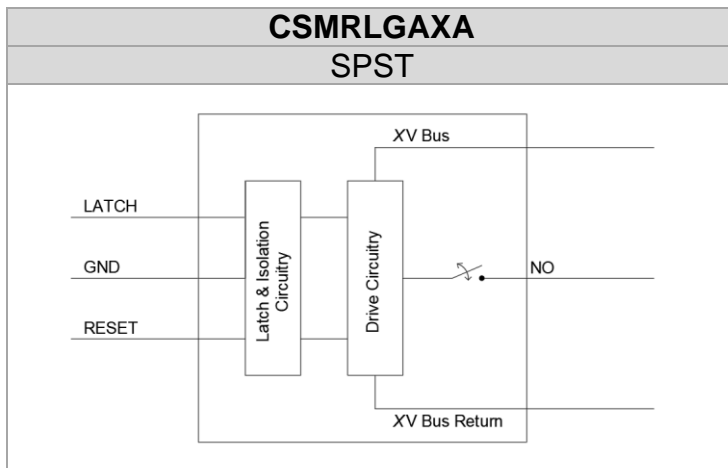 CSMRLGAXA
SPST
XV Bus
LATCH
Latch & Isolation
Circuitry
Drive Circuitry
GND
NO
RESET
XV Bus Return